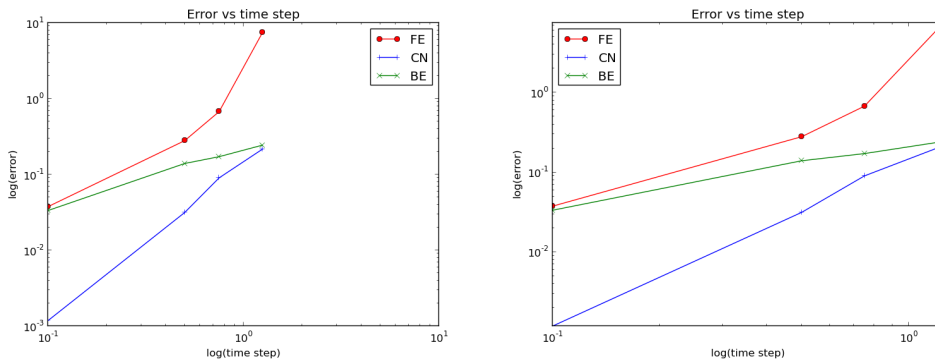 Error vs time step
10^1
10^0
10^-1
10^-2
10^-3
log(error)
FE
CN
BE
10^-1
10^0
10^1
log(time step)
Error vs time step
10^0
10^-1
10^-2
log(error)
FE
CN
BE
10^-1
10^0
log(time step)